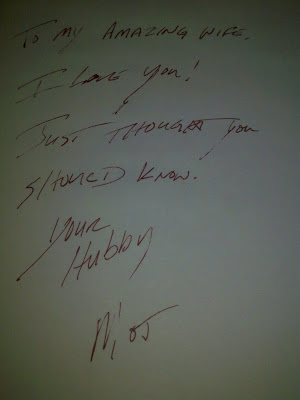 To my AMAZING WIFE.
I Love you!
JUST THOUGHT you
SHOULD KNOW.
your
Hubby